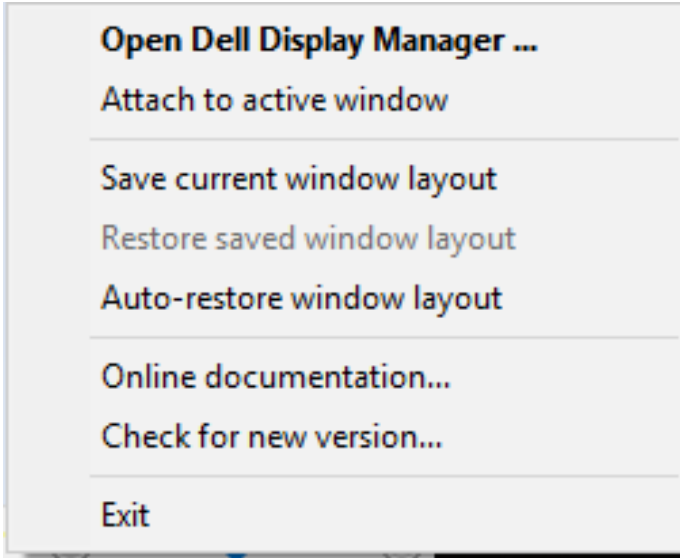 Open Dell Display Manager ...
Attach to active window
Save current window layout
Restore saved window layout
Auto-restore window layout
Online documentation...
Check for new version...
Exit